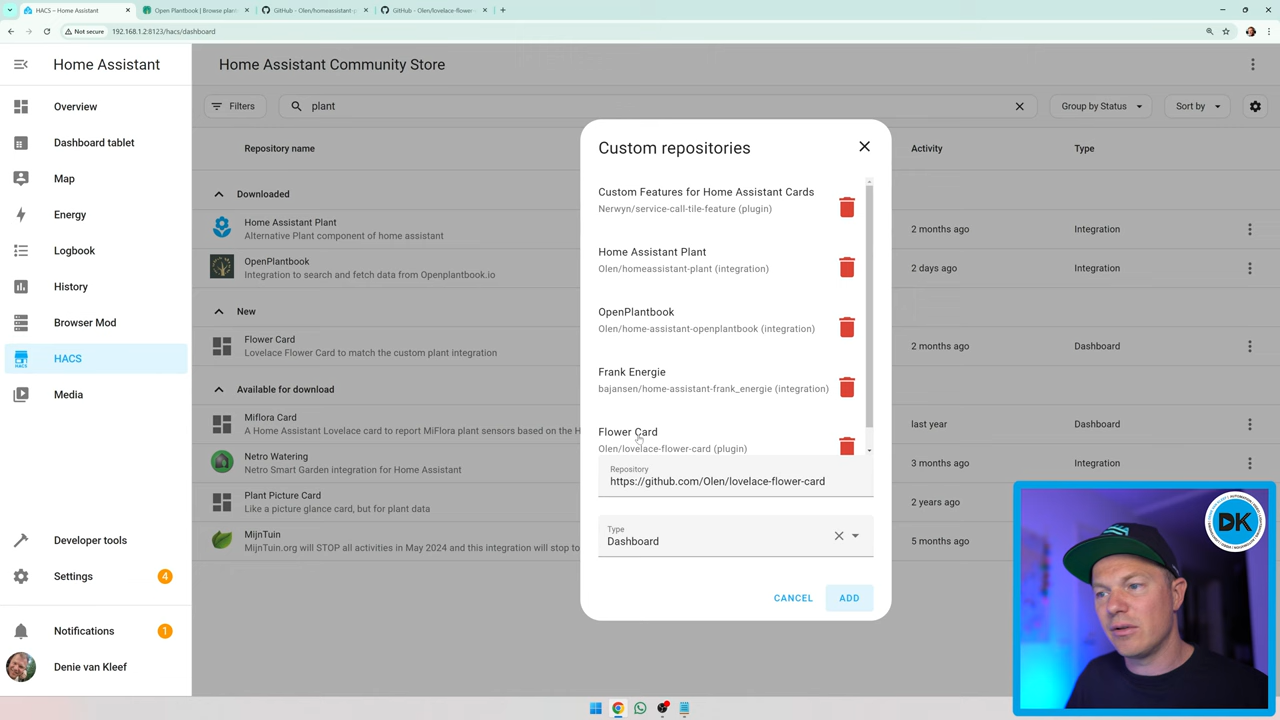 HACS – Home Assistant
Open Plantbook | Browse plan
GitHub - Olen/homeassistant-p
GitHub - Olen/lovelace-flower-
Not secure
192.168.1.2:8123/hacs/dashboard
Home Assistant
Home Assistant Community Store
Overview
Dashboard tablet
Map
Energy
Logbook
History
Browser Mod
HACS
Media
Developer tools
Settings
4
Notifications
1
Denie van Kleef
Filters
plant
Group by Status
Sort by
Repository name
Activity
Type
Downloaded
Home Assistant Plant
Alternative Plant component of home assistant
2 months ago
Integration
OpenPlantbook
Integration to search and fetch data from Openplantbook.io
2 days ago
Integration
New
Flower Card
Lovelace Flower Card to match the custom plant integration
2 months ago
Dashboard
Available for download
Miflora Card
A Home Assistant Lovelace card to report MiFlora plant sensors based on the H
last year
Dashboard
Netro Watering
Netro Smart Garden integration for Home Assistant
3 months ago
Integration
Plant Picture Card
Like a picture glance card, but for plant data
2 years ago
MijnTuin
MijnTuin.org will STOP all activities in May 2024 and this integration will stop to
5 months ago
Custom repositories
Custom Features for Home Assistant Cards
Nerwyn/service-call-tile-feature (plugin)
Home Assistant Plant
Olen/homeassistant-plant (integration)
OpenPlantbook
Olen/home-assistant-openplantbook (integration)
Frank Energie
bajansen/home-assistant-frank_energie (integration)
Flower Card
Olen/lovelace-flower-card (plugin)
Repository
https://github.com/Olen/lovelace-flower-card
Type
Dashboard
CANCEL
ADD
DK